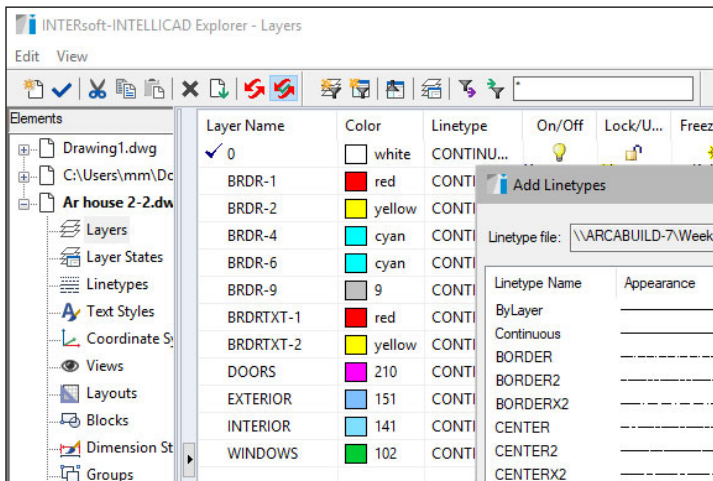 INTERsoft-INTELLICAD Explorer - Layers
Edit View
*
Elements
Drawing1.dwg
C:\Users\mm\Dc
Ar house 2-2.dw
Layers
Layer States
Linetypes
Text Styles
Coordinate Sy
Views
Layouts
Blocks
Dimension St
Groups
Layer Name Color Linetype On/Off Lock/U... Freez
0 white CONTINU...
BRDR-1 red CONTI
BRDR-2 yellow CONTI
BRDR-4 cyan CONTI
BRDR-6 cyan CONTI
BRDR-9 9 CONTI
BRDRTXT-1 red CONTI
BRDRTXT-2 yellow CONTI
DOORS 210 CONTI
EXTERIOR 151 CONTI
INTERIOR 141 CONTI
WINDOWS 102 CONTI
Add Linetypes
Linetype file: \\ARCABUILD-7\Week
Linetype Name Appearance
ByLayer
Continuous
BORDER
BORDER2
BORDERX2
CENTER
CENTER2
CENTERX2